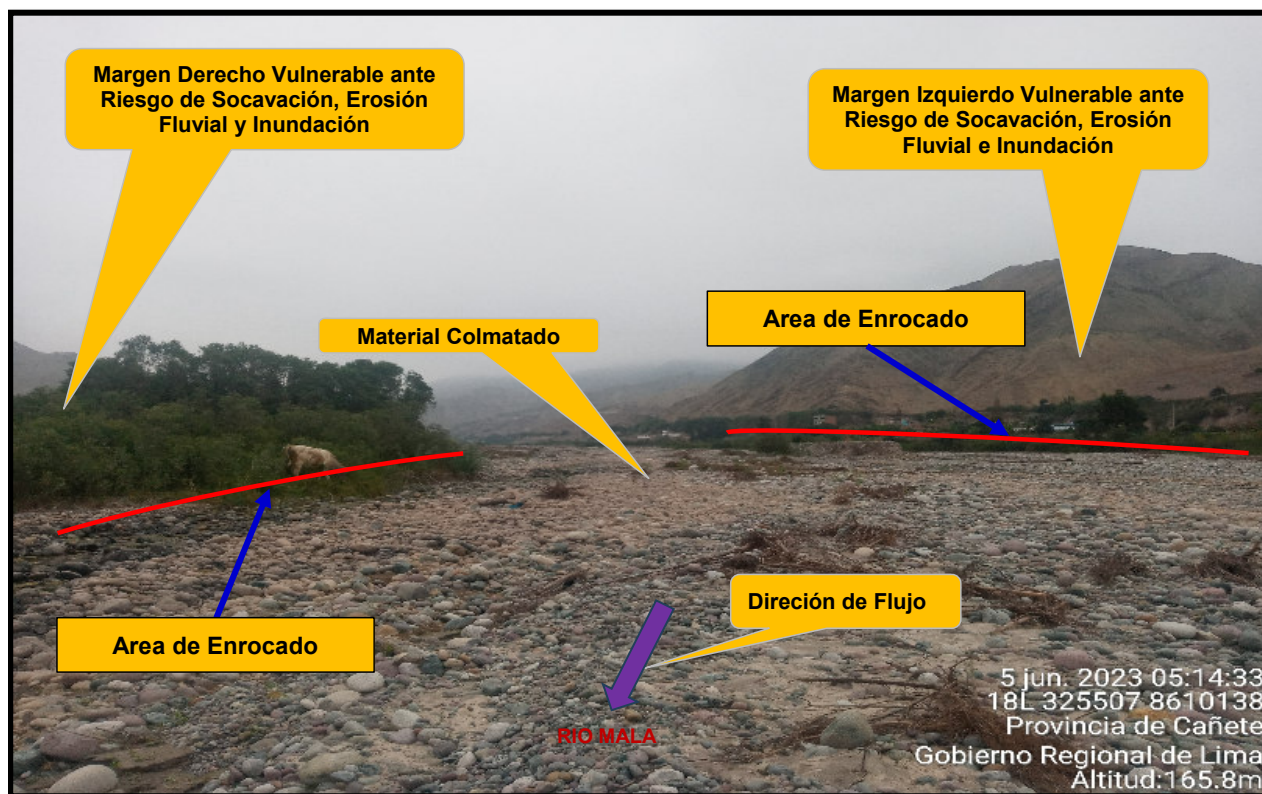 Margen Derecho Vulnerable ante
Riesgo de Socavación, Erosión
Fluvial y Inundación
Margen Izquierdo Vulnerable ante
Riesgo de Socavación, Erosión
Fluvial e Inundación
Area de Enrocado
Material Colmatado
Direción de Flujo
Area de Enrocado
RIO MALA
5 jun. 2023 05:14:33
18L 325507 8610138
Provincia de Cañete
Gobierno Regional de Lima
Altitud:165.8m